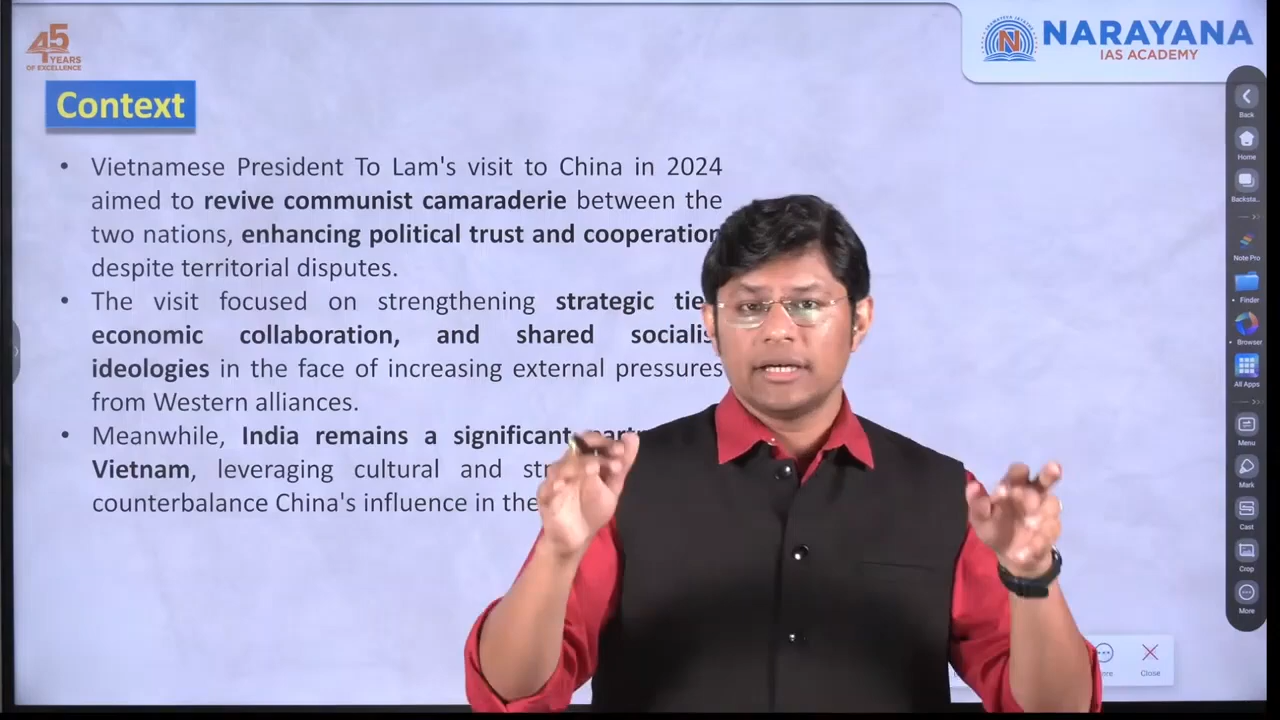 45
YEARS
OF EXCELLENCE
NARAYANA
IAS ACADEMY
Context
• Vietnamese President To Lam's visit to China in 2024
aimed to revive communist camaraderie between the
two nations, enhancing political trust and cooperation
despite territorial disputes.
• The visit focused on strengthening strategic
economic collaboration, and shared
ideologies in the face of increasing external pressures
from Western alliances.
• Meanwhile, India remains a significant
Vietnam, leveraging cultural and
counterbalance China's influence in the
Back
Home
Backsta...
Note Pro
• Finder
• Browser
All Apps
Menu
Mark
Cast
Crop
More
Close